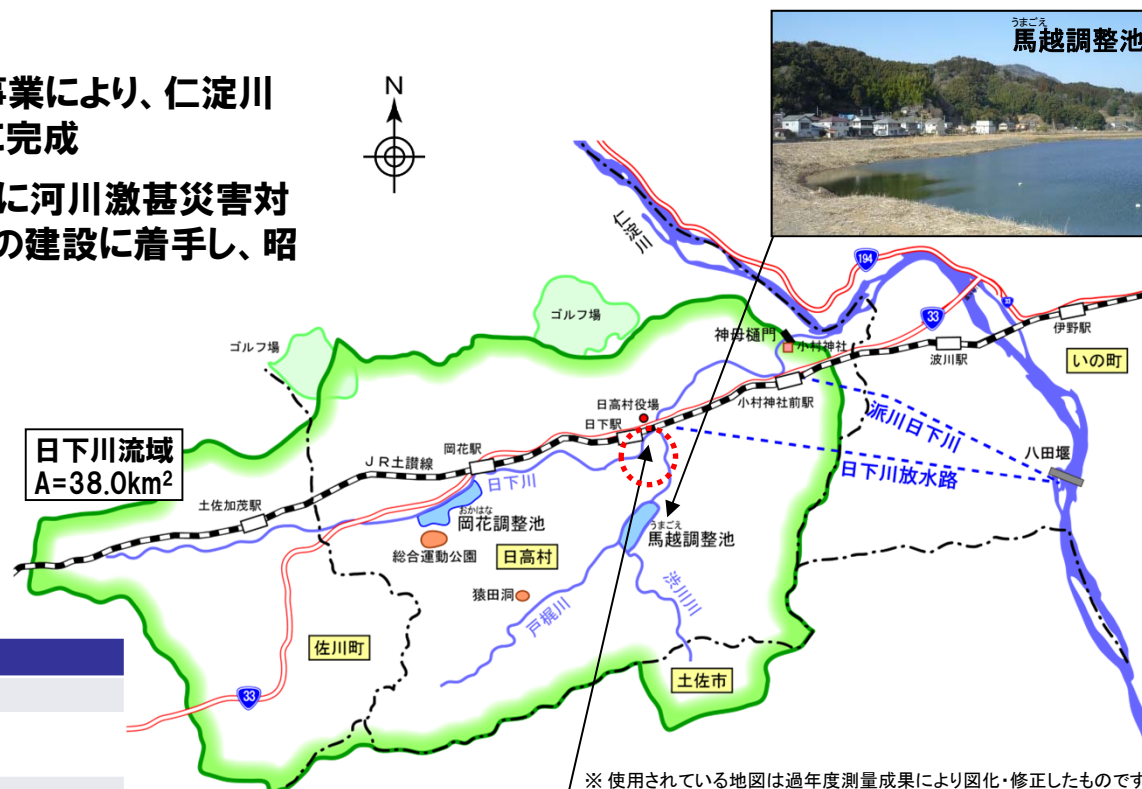 事業により、仁淀川
に完成
に河川激甚災害対
の建設に着手し、昭
うまごえ
馬越調整池
N
仁淀川
194
33
33
ゴルフ場
ゴルフ場
神母樋門
小村神社
伊野駅
波川駅
いの町
小村神社前駅
日高村役場
日下駅
派川日下川
日下川放水路
八田堰
日下川流域
A=38.0km²
岡花駅
JR土讃線
日下川
土佐加茂駅
おかはな
岡花調整池
うまごえ
馬越調整池
総合運動公園
日高村
猿田洞
戸梶川
渋川川
佐川町
土佐市
33
※ 使用されている地図は過年度測量成果により図化・修正したものです